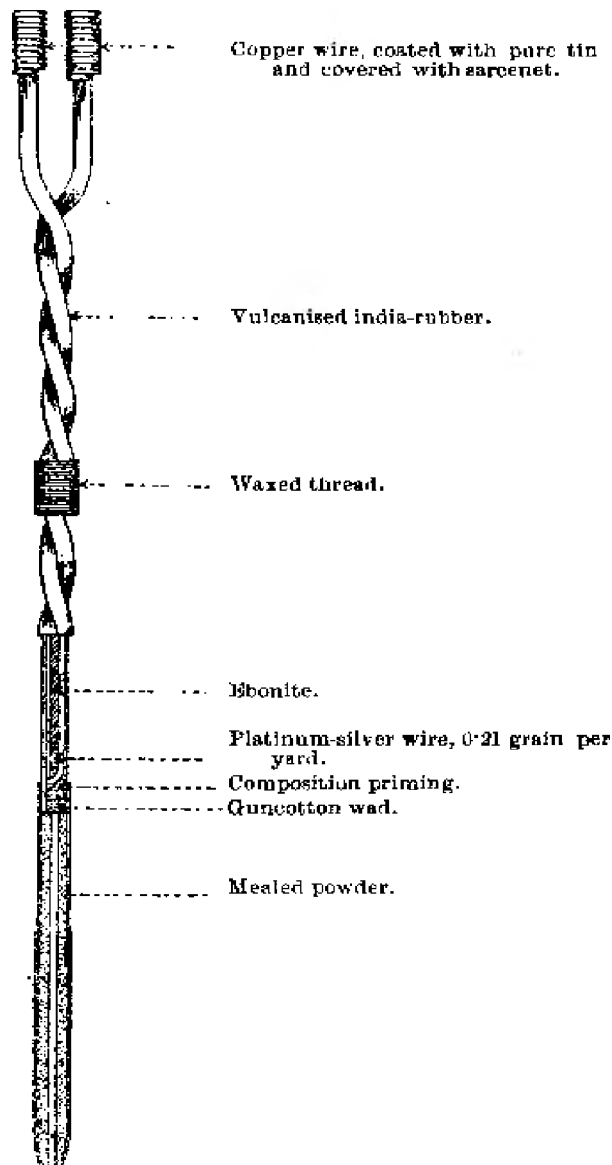 Copper wire, coated with pure tin
and covered with sarcenet.
Vulcanised india-rubber.
Waxed thread.
Ebonite.
Platinum-silver wire, 0·21 grain per
yard.
Composition priming.
Guncotton wad.
Mealed powder.